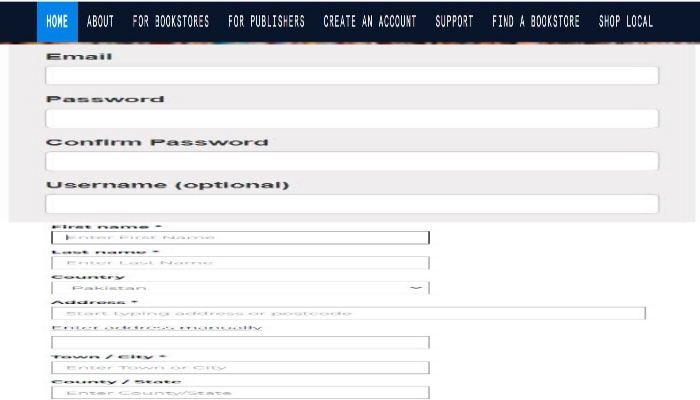 HOME ABOUT FOR BOOKSTORES FOR PUBLISHERS CREATE AN ACCOUNT SUPPORT FIND A BOOKSTORE SHOP LOCAL
Email
Password
Confirm Password
Username (optional)
First name *
Enter First Name
Last name *
Enter Last Name
Country
Pakistan
Address *
Start typing address or postcode
Enter address manually
Town / City *
Enter Town or City
County / State
Enter County/State